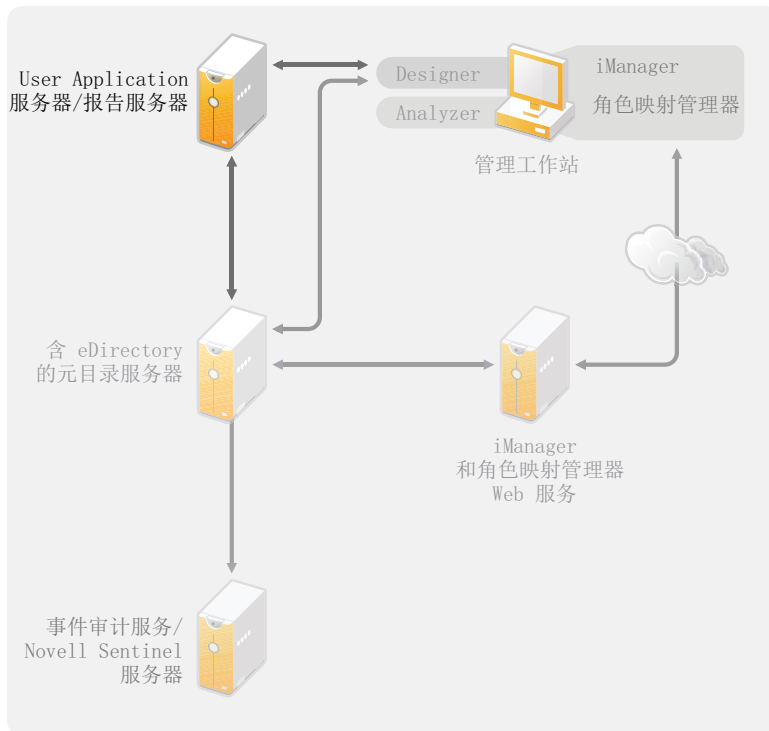 User Application
服务器/报告服务器
Designer
Analyzer
iManager
角色映射管理器
管理工作站
含 eDirectory
的元目录服务器
iManager
和角色映射管理器
Web 服务
事件审计服务/
Novell Sentinel
服务器